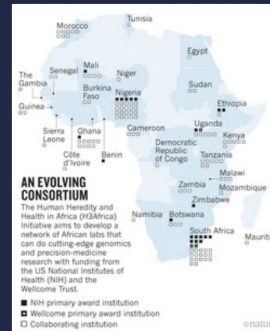 Tunisia
Morocco
Egypt
The
Gambia
Senegal
Mali
Niger
Burkina
Faso
Nigeria
Sudan
Guinea
Ethiopia
Uganda
Kenya
Sierra
Leone
Ghana
Cameroon
Democratic
Republic
of Congo
Tanzania
Côte
d'Ivoire
Benin
Malawi
Zambia
Mozambique
Zimbabwe
Namibia
Botswana
South Africa
AN EVOLVING
CONSORTIUM
The Human Heredity and
Health in Africa (H3Africa)
Initiative aims to develop a
network of African labs that
can do cutting-edge genomics
and precision-medicine
research with funding from
the US National Institutes of
Health (NIH) and the
Wellcome Trust.
NIH primary award institution
Wellcome primary award institution
Collaborating institution
Mauriti
©natu